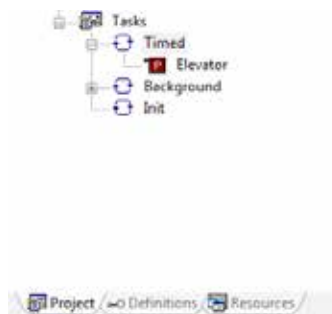 Tasks
Timed
P Elevator
Background
Init
Project Definitions Resources